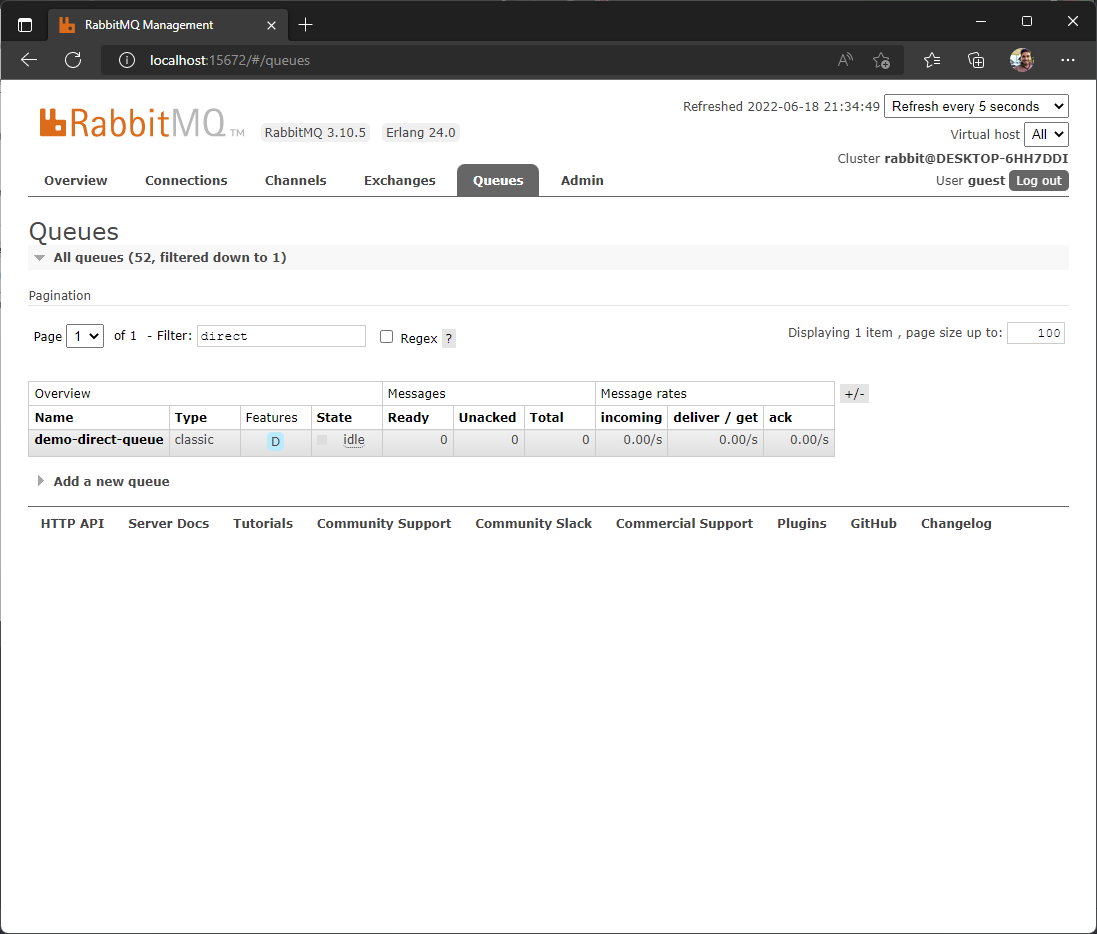 RabbitMQ Management
localhost:15672/#/queues
RabbitMQ TM RabbitMQ 3.10.5 Erlang 24.0
Refreshed 2022-06-18 21:34:49 Refresh every 5 seconds
Virtual host All
Cluster rabbit@DESKTOP-6HH7DDI
User guest Log out
Overview Connections Channels Exchanges Queues Admin
Queues
All queues (52, filtered down to 1)
Pagination
Page 1 of 1 - Filter: direct Regex ? Displaying 1 item , page size up to: 100
Overview Messages Message rates +/-
Name Type Features State Ready Unacked Total incoming deliver / get ack
demo-direct-queue classic D idle 0 0 0 0.00/s 0.00/s 0.00/s
Add a new queue
HTTP API Server Docs Tutorials Community Support Community Slack Commercial Support Plugins GitHub Changelog